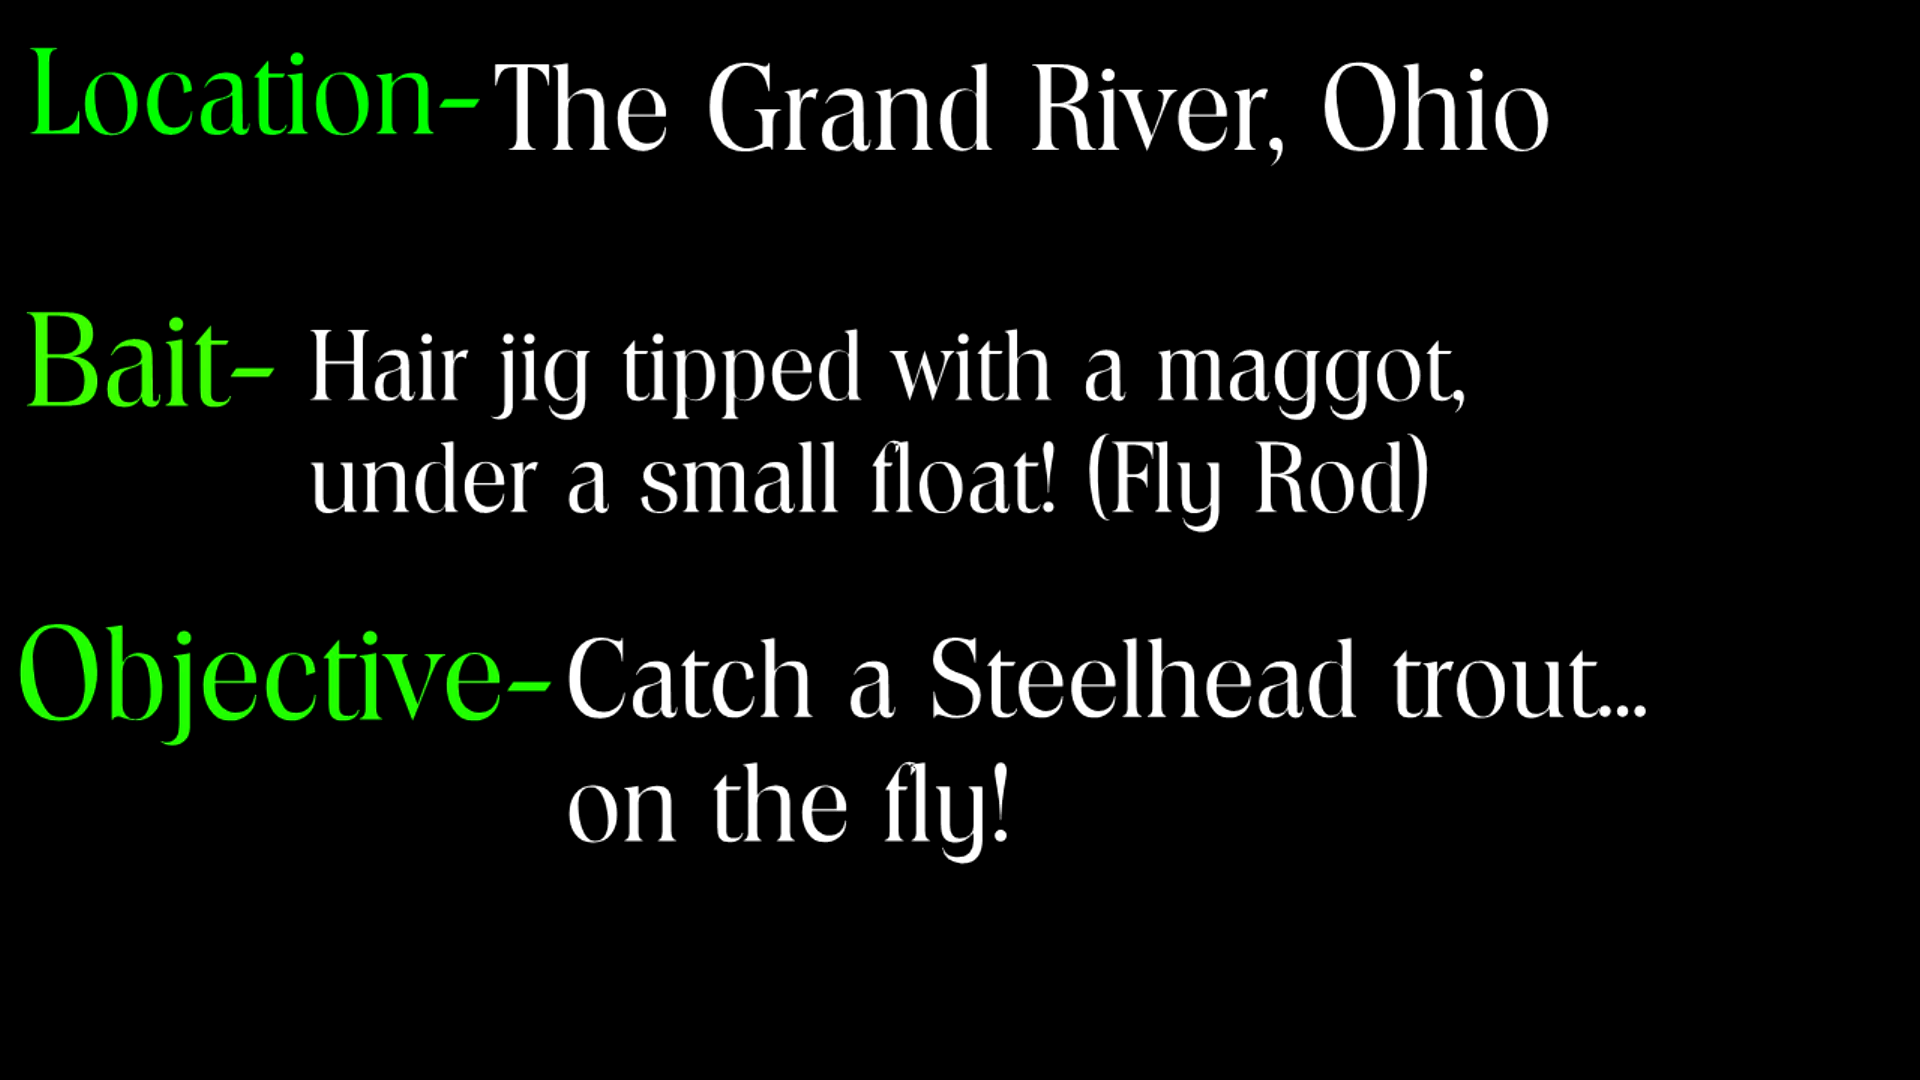 Location- The Grand River, Ohio
Bait- Hair jig tipped with a maggot,
under a small float! (Fly Rod)
Objective- Catch a Steelhead trout...
on the fly!